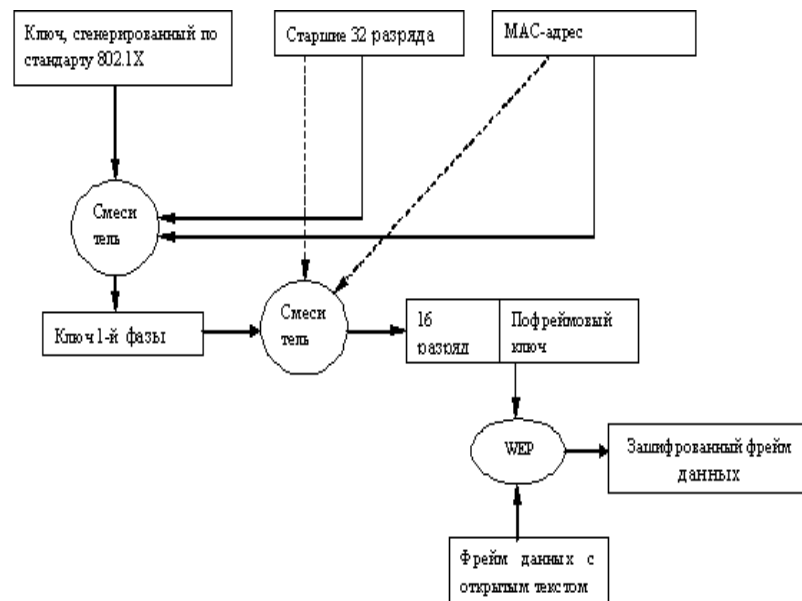 Ключ, сгенерированный по
стандарту 802.1X
Старшие 32 разряда
МАС-адрес
Смеси
тель
Смеси
тель
Ключ 1-й фазы
16
разряд
Пофреймовый
ключ
WEP
Зашифрованный фрейм
данных
Фрейм данных с
открытым текстом